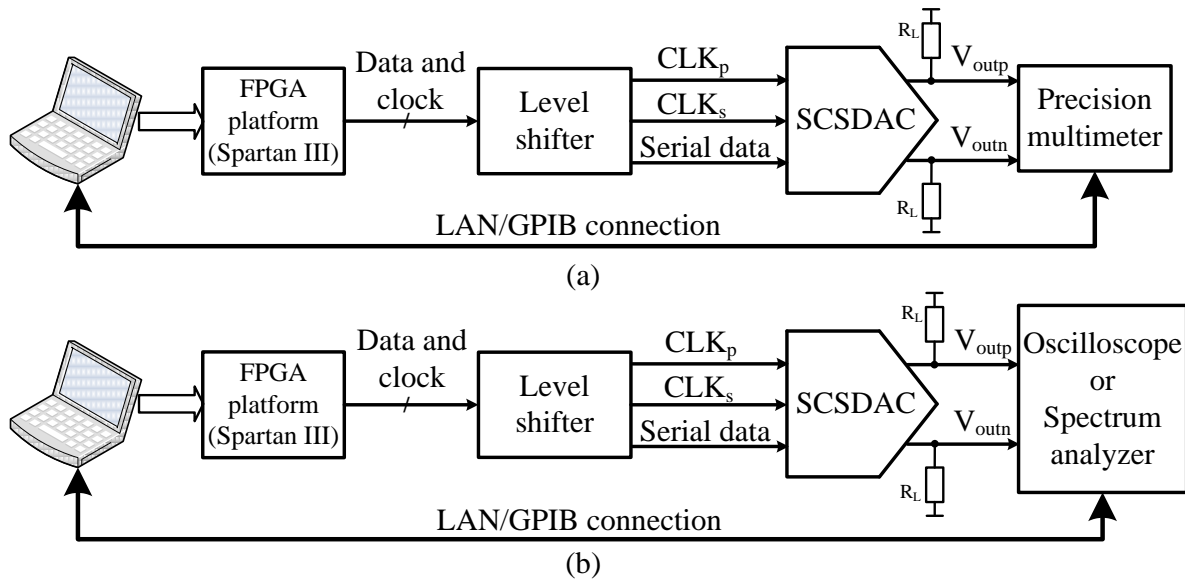 FPGA
platform
(Spartan III)
Data and
clock
Level
shifter
CLKp
CLKs
Serial data
SCSDAC
RL
RL
Voutp
Voutn
Precision
multimeter
LAN/GPIB connection
(a)
FPGA
platform
(Spartan III)
Data and
clock
Level
shifter
CLKp
CLKs
Serial data
SCSDAC
RL
RL
Voutp
Voutn
Oscilloscope
or
Spectrum
analyzer
LAN/GPIB connection
(b)